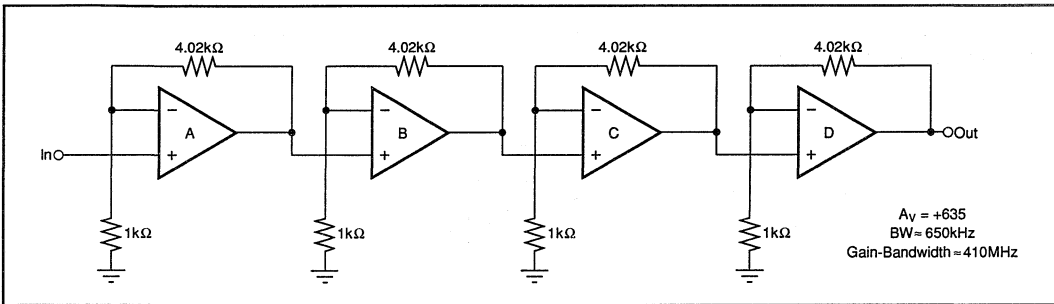 4.02kΩ 4.02kΩ 4.02kΩ 4.02kΩ
− − − −
A B C D
+ + + +
In Out
1kΩ 1kΩ 1kΩ 1kΩ
AV = +635
BW ≈ 650kHz
Gain-Bandwidth ≈ 410MHz